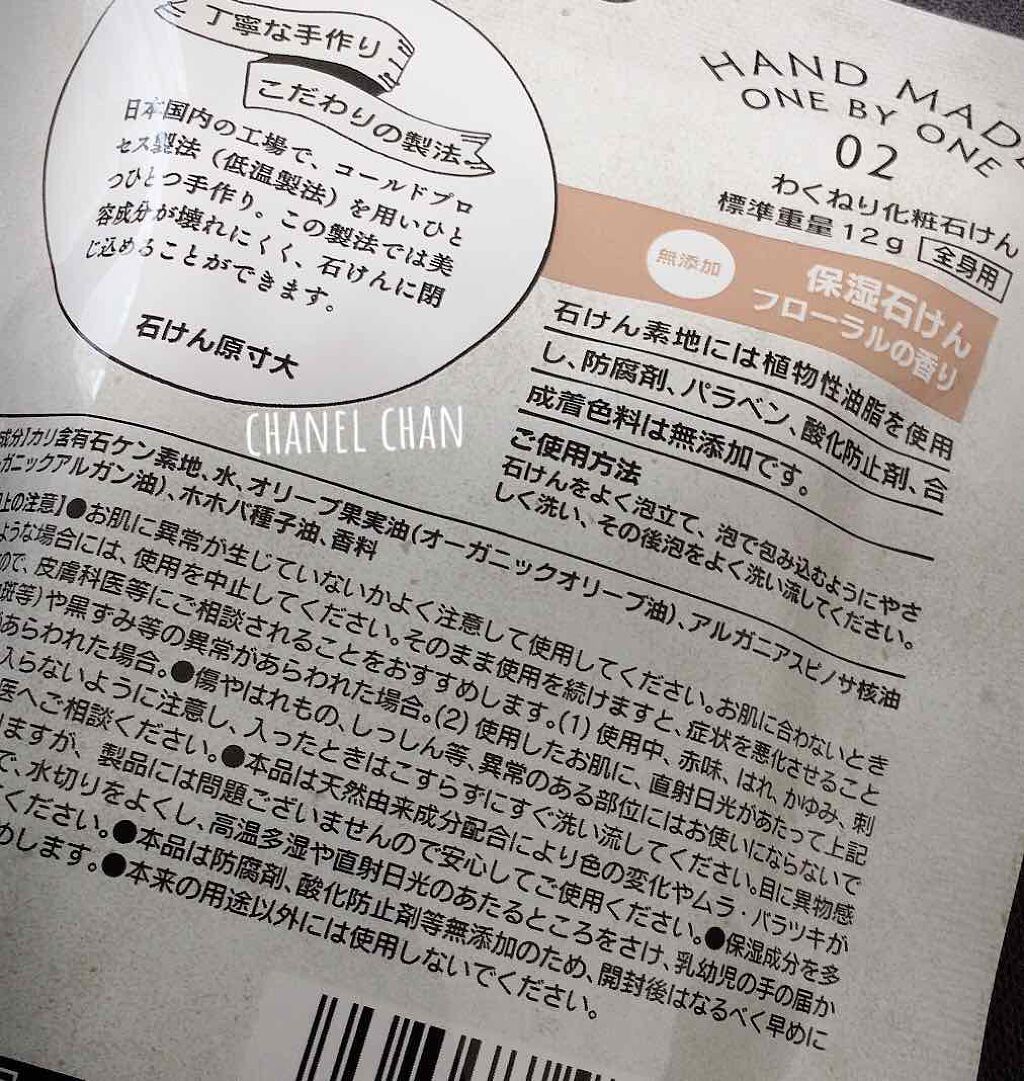 丁寧な手作り
こだわりの製法
日本国内の工場で、コールドプロ
セス製法（低温製法）を用いひと
つひとつ手作り。この製法では美
容成分が壊れにくく、石けんに閉
じ込めることができます。
石けん原寸大
HAND MADE
ONE BY ONE
02
わくねり化粧石けん
標準重量12g 全身用
無添加
保湿石けん
フローラルの香り
石けん素地には植物性油脂を使用
し、防腐剤、パラベン、酸化防止剤、合
成着色料は無添加です。
ご使用方法
石けんをよく泡立て、泡で包み込むようにやさ
しく洗い、その後泡をよく洗い流してください。
CHANEL CHAN
成分]カリ含有石ケン素地、水、オリーブ果実油(オーガニックオリーブ油)、アルガニアスピノサ核油
ガニックアルガン油)、ホホバ種子油、香料
上の注意]●お肌に異常が生じていないかよく注意して使用してください。お肌に合わないとき
ような場合には、使用を中止してください。そのまま使用を続けますと、症状を悪化させること
ので、皮膚科医等にご相談されることをおすすめします。(1) 使用中、赤味、はれ、かゆみ、刺
斑等)や黒ずみ等の異常があらわれた場合。(2) 使用したお肌に、直射日光があたって上記
あらわれた場合。●傷やはれもの、しっしん等、異常のある部位にはお使いにならないで
入らないように注意し、入ったときはこすらずにすぐ洗い流してください。目に異物感
医へご相談ください。●本品は天然由来成分配合により色の変化やムラ・バラツキが
りますが、製品には問題ございませんので安心してご使用ください。●保湿成分を多
で、水切りをよくし、高温多湿や直射日光のあたるところをさけ、乳幼児の手の届か
ください。●本品は防腐剤、酸化防止剤等無添加のため、開封後はなるべく早めに
めします。●本来の用途以外には使用しないでください。